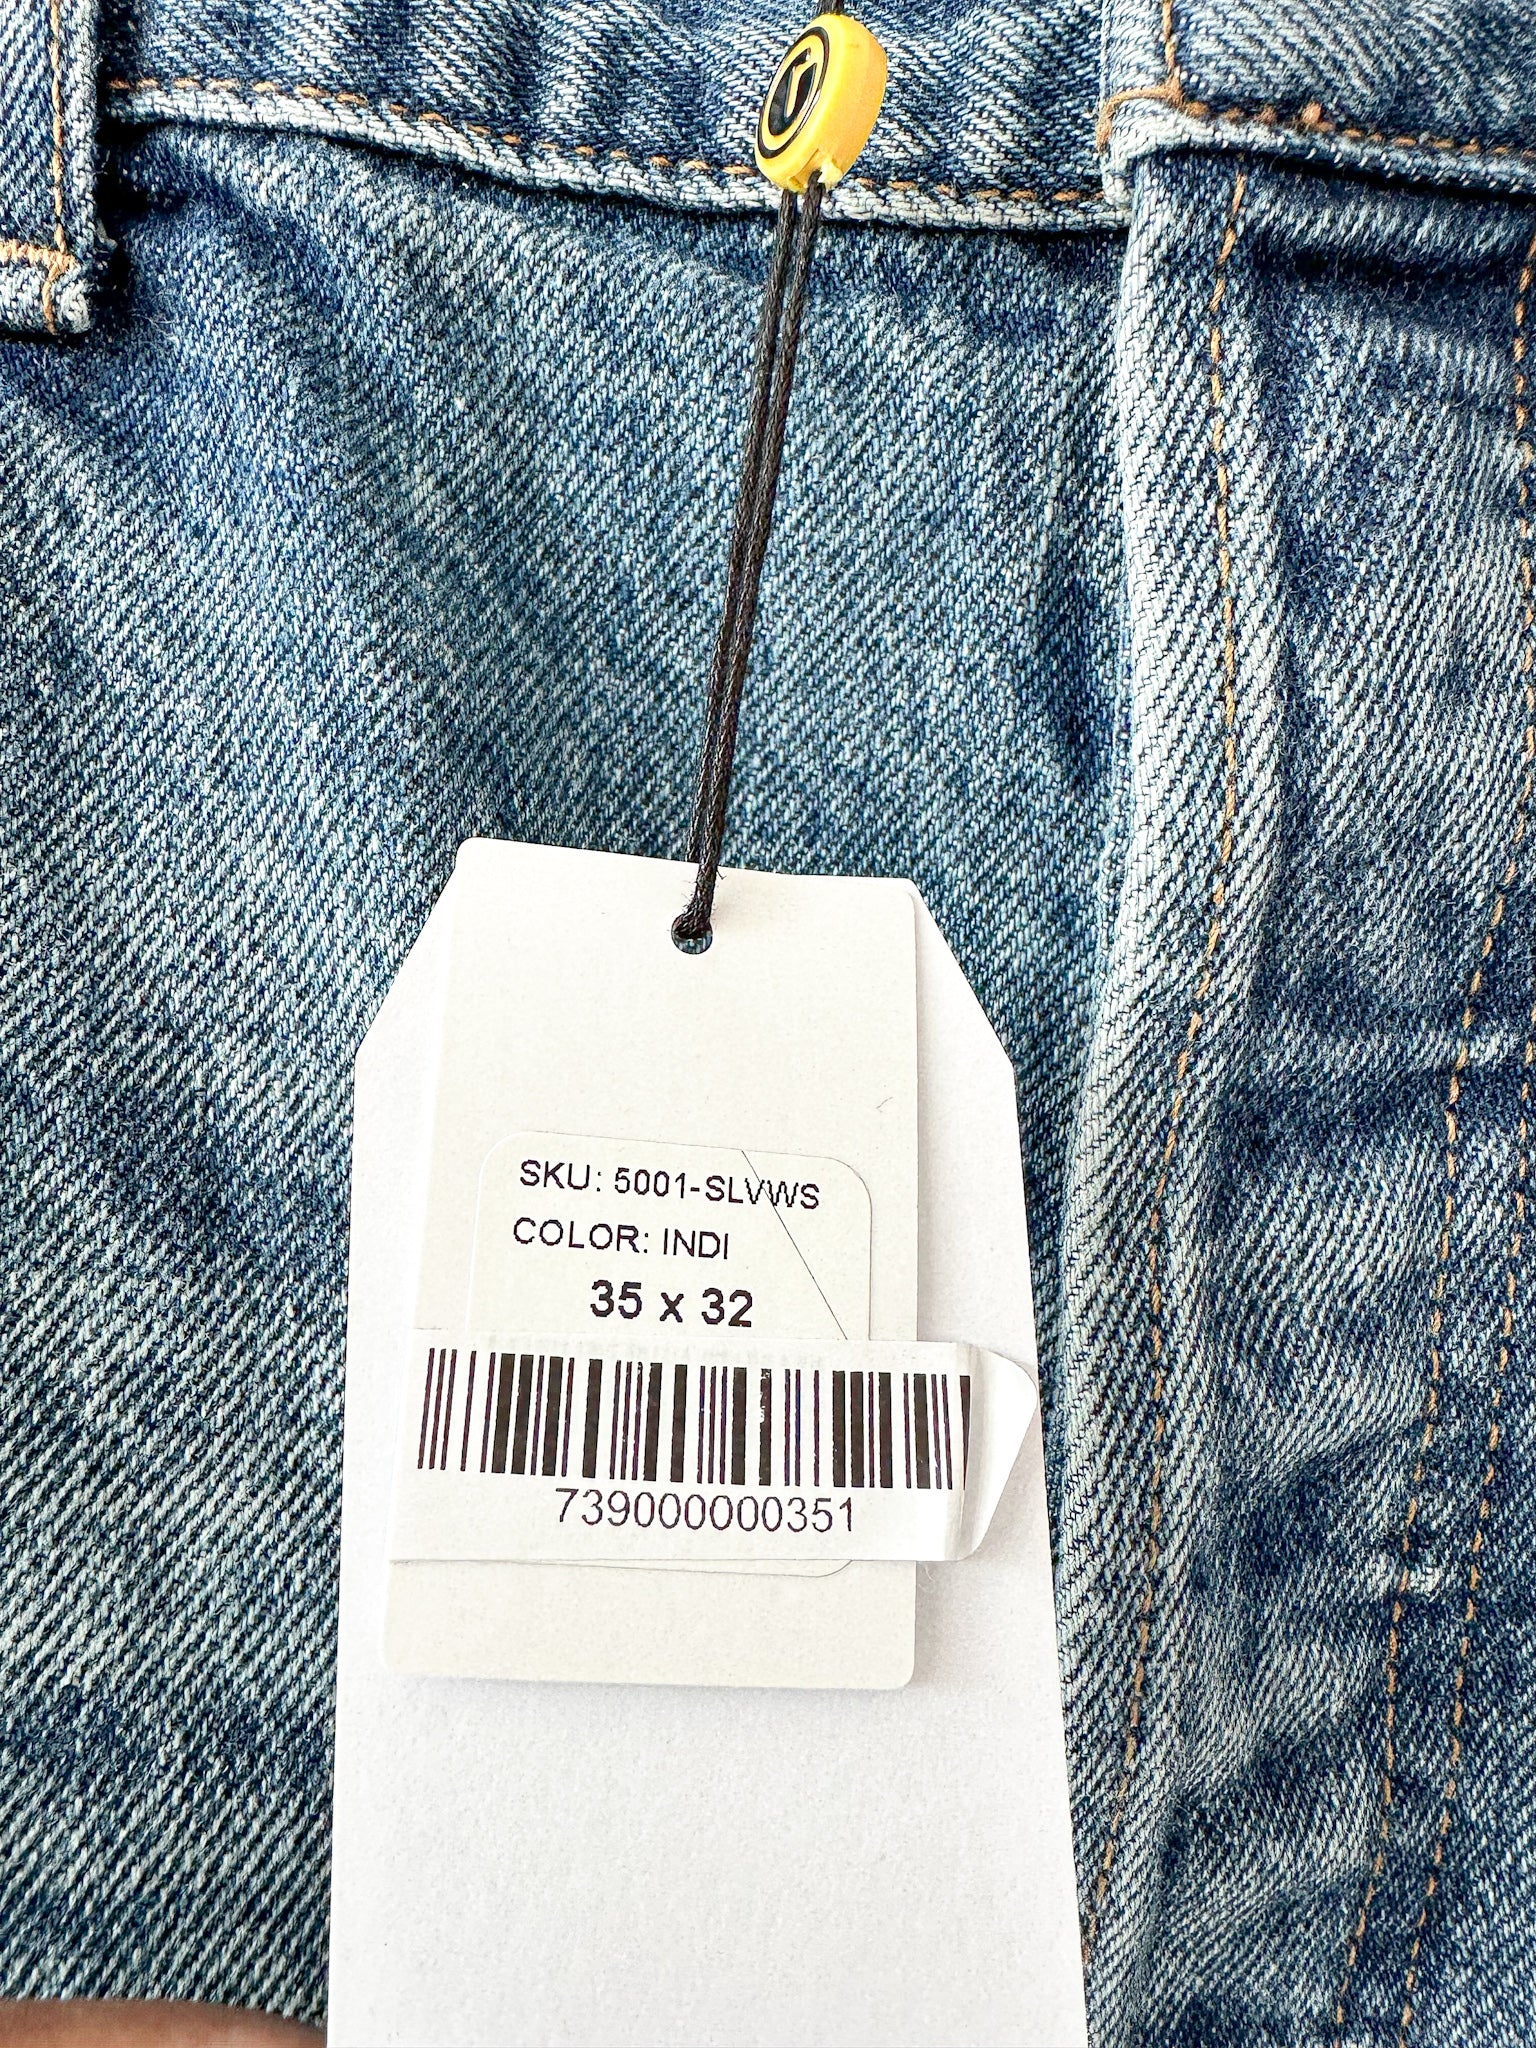 SKU: 5001-SLVWS
COLOR: INDI
35 x 32
739000000351